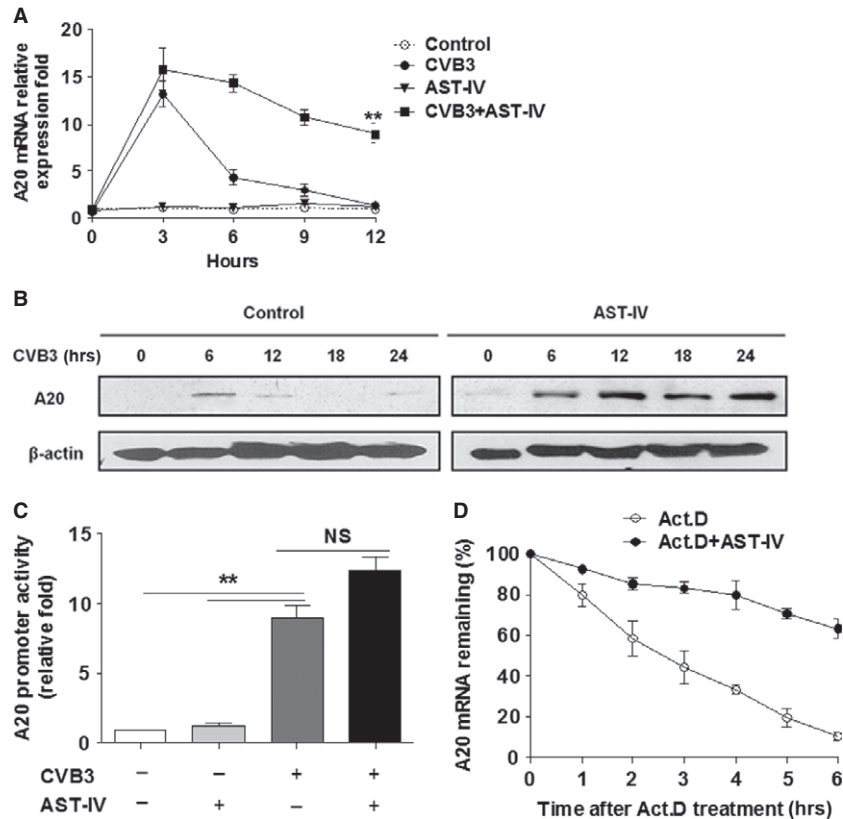 A
A20 mRNA relative
expression fold
20
15
10
5
0
0 3 6 9 12
Hours
Control
CVB3
AST-IV
CVB3+AST-IV
**
B
Control AST-IV
CVB3 (hrs) 0 6 12 18 24 0 6 12 18 24
A20
β-actin
C
A20 promoter activity
(relative fold)
15
10
5
0
**
NS
CVB3 – – + +
AST-IV – + – +
D
Act.D
Act.D+AST-IV
A20 mRNA remaining (%)
100
80
60
40
20
0
0 1 2 3 4 5 6
Time after Act.D treatment (hrs)